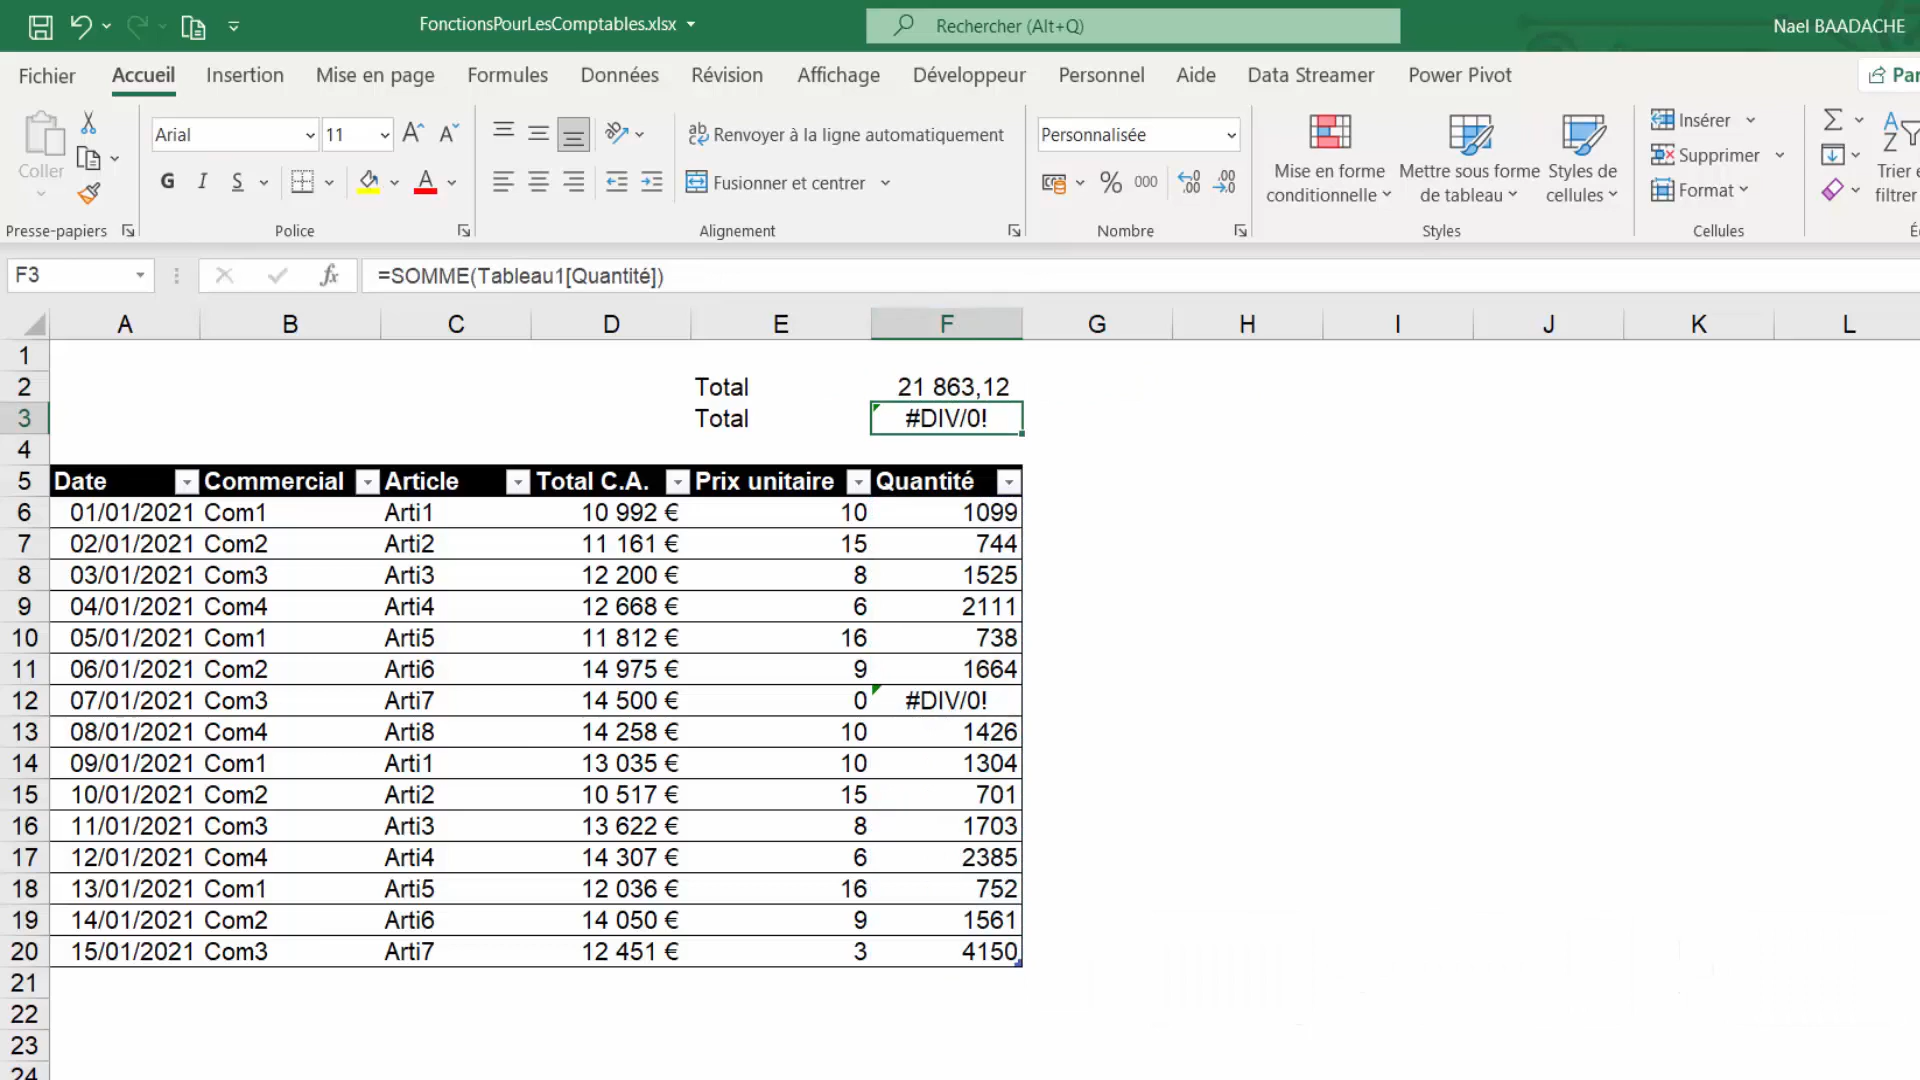 FonctionsPourLesComptables.xlsx
Rechercher (Alt+Q)
Nael BAADACHE
Fichier Accueil Insertion Mise en page Formules Données Révision Affichage Développeur Personnel Aide Data Streamer Power Pivot Par
Coller
Presse-papiers
Arial 11
G I S
Police
Renvoyer à la ligne automatiquement
Fusionner et centrer
Alignement
Personnalisée
% 000
Nombre
Mise en forme conditionnelle
Mettre sous forme de tableau
Styles de cellules
Styles
Insérer
Supprimer
Format
Cellules
Trier e
filtrer
É
F3 fx =SOMME(Tableau1[Quantité])
A B C D E F G H I J K L
1
2 Total 21 863,12
3 Total #DIV/0!
4
5 Date Commercial Article Total C.A. Prix unitaire Quantité
6 01/01/2021 Com1 Arti1 10 992 € 10 1099
7 02/01/2021 Com2 Arti2 11 161 € 15 744
8 03/01/2021 Com3 Arti3 12 200 € 8 1525
9 04/01/2021 Com4 Arti4 12 668 € 6 2111
10 05/01/2021 Com1 Arti5 11 812 € 16 738
11 06/01/2021 Com2 Arti6 14 975 € 9 1664
12 07/01/2021 Com3 Arti7 14 500 € 0 #DIV/0!
13 08/01/2021 Com4 Arti8 14 258 € 10 1426
14 09/01/2021 Com1 Arti1 13 035 € 10 1304
15 10/01/2021 Com2 Arti2 10 517 € 15 701
16 11/01/2021 Com3 Arti3 13 622 € 8 1703
17 12/01/2021 Com4 Arti4 14 307 € 6 2385
18 13/01/2021 Com1 Arti5 12 036 € 16 752
19 14/01/2021 Com2 Arti6 14 050 € 9 1561
20 15/01/2021 Com3 Arti7 12 451 € 3 4150
21
22
23
24